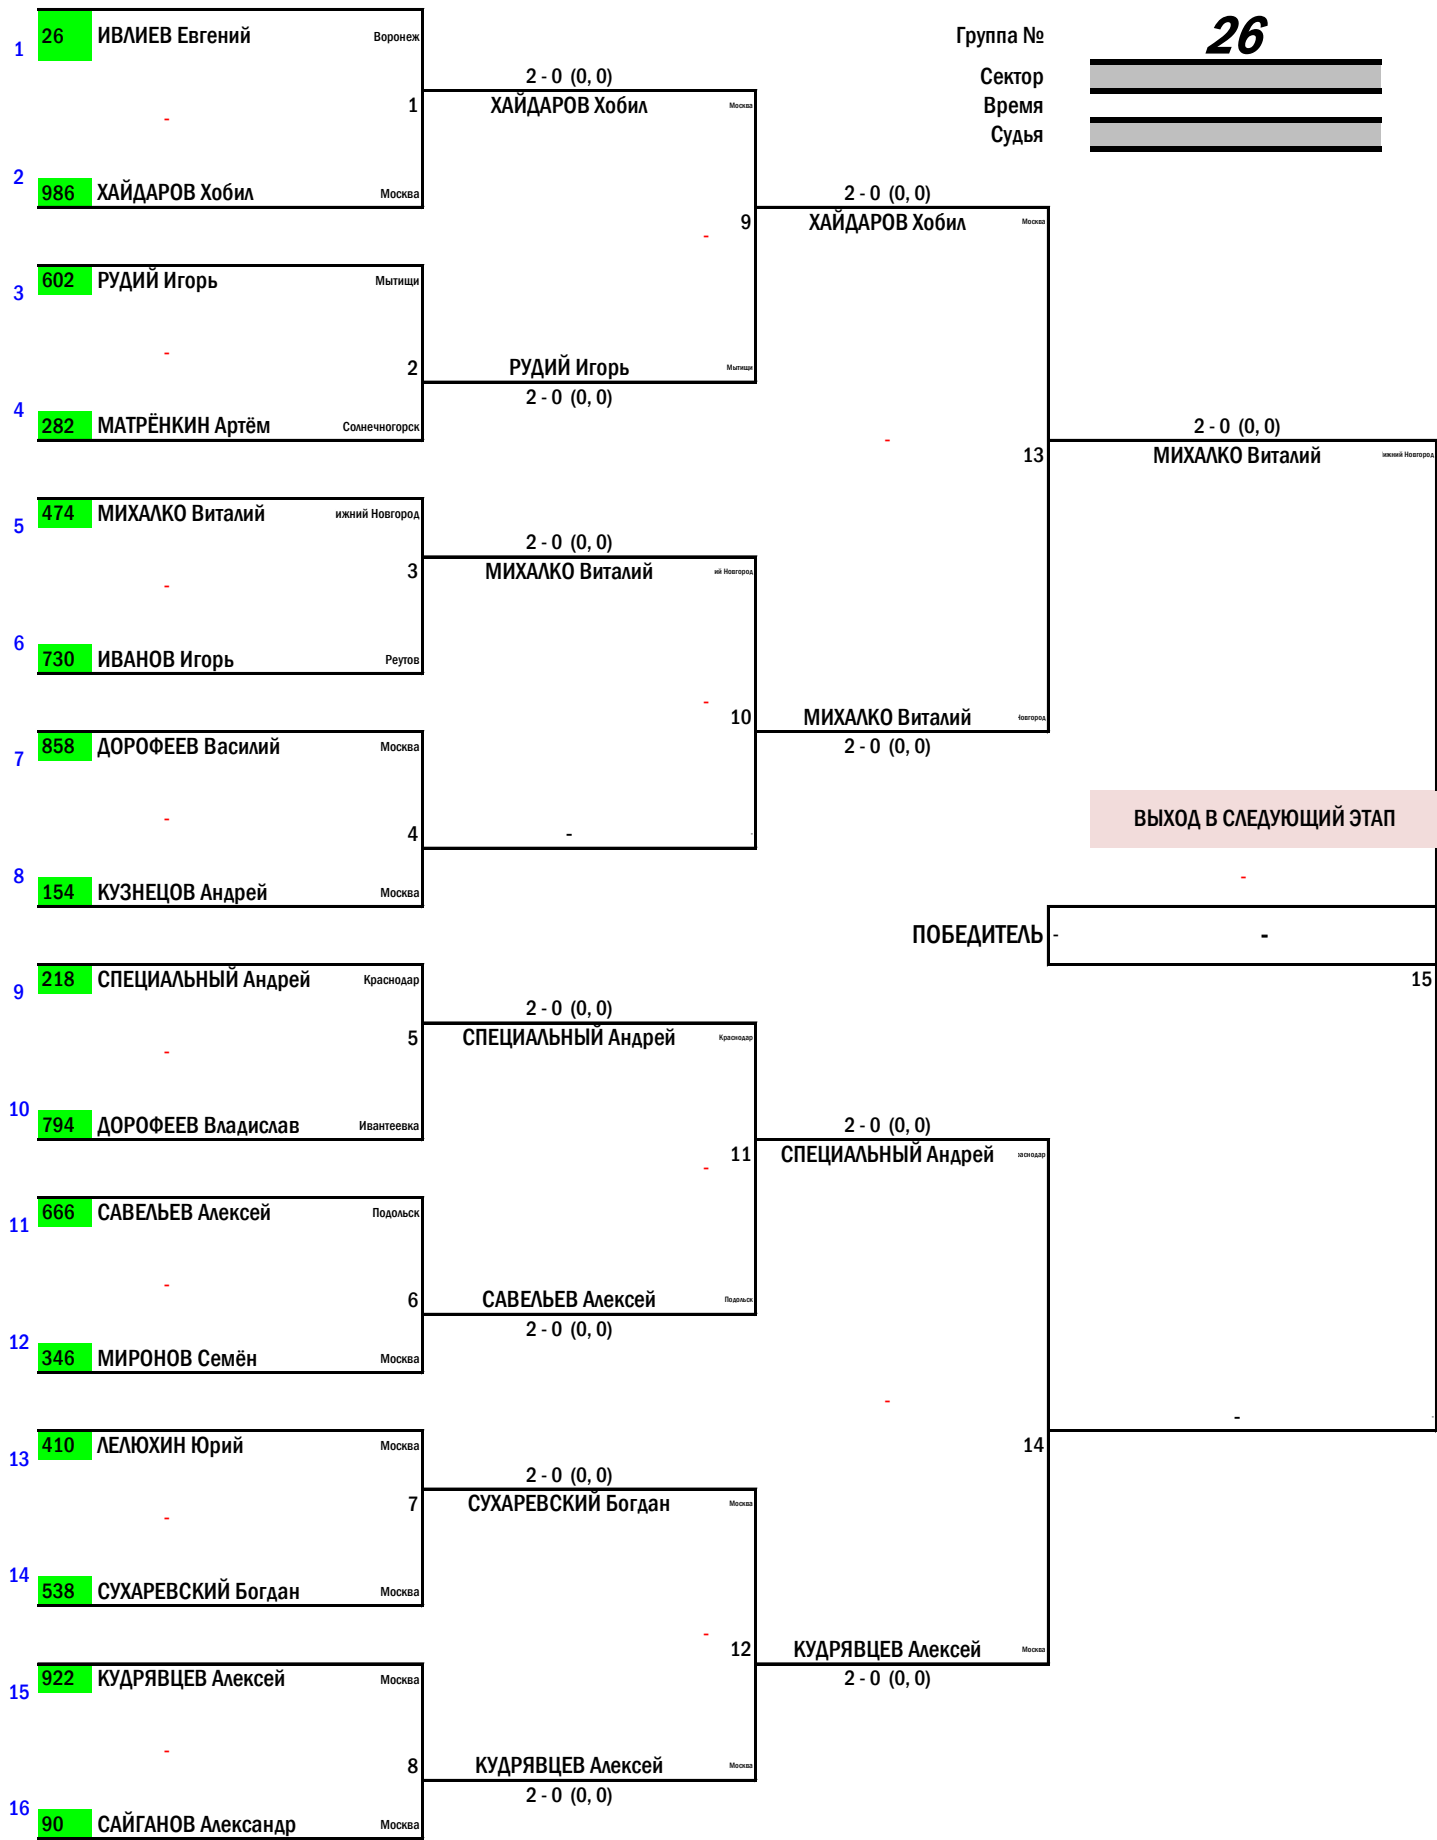 26 ИВЛИЕВ Евгений Воронеж
Группа № 26
1
2 - 0 (0, 0)
Сектор
1 ХАЙДАРОВ Хобил Москва
Время
-
Судья
2
986 ХАЙДАРОВ Хобил Москва
2 - 0 (0, 0)
9 ХАЙДАРОВ Хобил Москва
-
602 РУДИЙ Игорь Мытищи
3
-
2 РУДИЙ Игорь Мытищи
2 - 0 (0, 0)
4
282 МАТРЁНКИН Артём Солнечногорск
2 - 0 (0, 0)
-
13 МИХАЛКО Виталий ижний Новгород
474 МИХАЛКО Виталий ижний Новгород
5
2 - 0 (0, 0)
3 МИХАЛКО Виталий ий Новгород
-
6
730 ИВАНОВ Игорь Реутов
-
10 МИХАЛКО Виталий Новгород
2 - 0 (0, 0)
858 ДОРОФЕЕВ Василий Москва
7
-
ВЫХОД В СЛЕДУЮЩИЙ ЭТАП
4 - -
8
-
154 КУЗНЕЦОВ Андрей Москва
ПОБЕДИТЕЛЬ - -
218 СПЕЦИАЛЬНЫЙ Андрей Краснодар
15
9
2 - 0 (0, 0)
5 СПЕЦИАЛЬНЫЙ Андрей Краснодар
-
10
794 ДОРОФЕЕВ Владислав Ивантеевка
2 - 0 (0, 0)
11 СПЕЦИАЛЬНЫЙ Андрей раснодар
-
666 САВЕЛЬЕВ Алексей Подольск
11
-
6 САВЕЛЬЕВ Алексей Подольск
2 - 0 (0, 0)
12
346 МИРОНОВ Семён Москва
-
- -
410 ЛЕЛЮХИН Юрий Москва
14
13
2 - 0 (0, 0)
7 СУХАРЕВСКИЙ Богдан Москва
-
14
538 СУХАРЕВСКИЙ Богдан Москва
-
12 КУДРЯВЦЕВ Алексей Москва
2 - 0 (0, 0)
922 КУДРЯВЦЕВ Алексей Москва
15
-
8 КУДРЯВЦЕВ Алексей Москва
2 - 0 (0, 0)
16
90 САЙГАНОВ Александр Москва